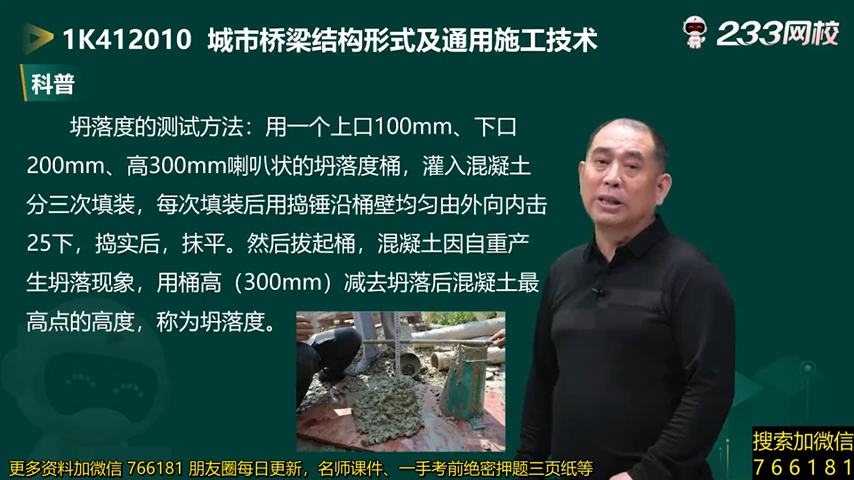 1K412010 城市桥梁结构形式及通用施工技术
233网校
科普
坍落度的测试方法：用一个上口100mm、下口
200mm、高300mm喇叭状的坍落度桶，灌入混凝土
分三次填装，每次填装后用捣锤沿桶壁均匀由外向内击
25下，捣实后，抹平。然后拔起桶，混凝土因自重产
生坍落现象，用桶高（300mm）减去坍落后混凝土最
高点的高度，称为坍落度。
搜索加微信
766181
更多资料加微信 766181 朋友圈每日更新，名师课件、一手考前绝密押题三页纸等